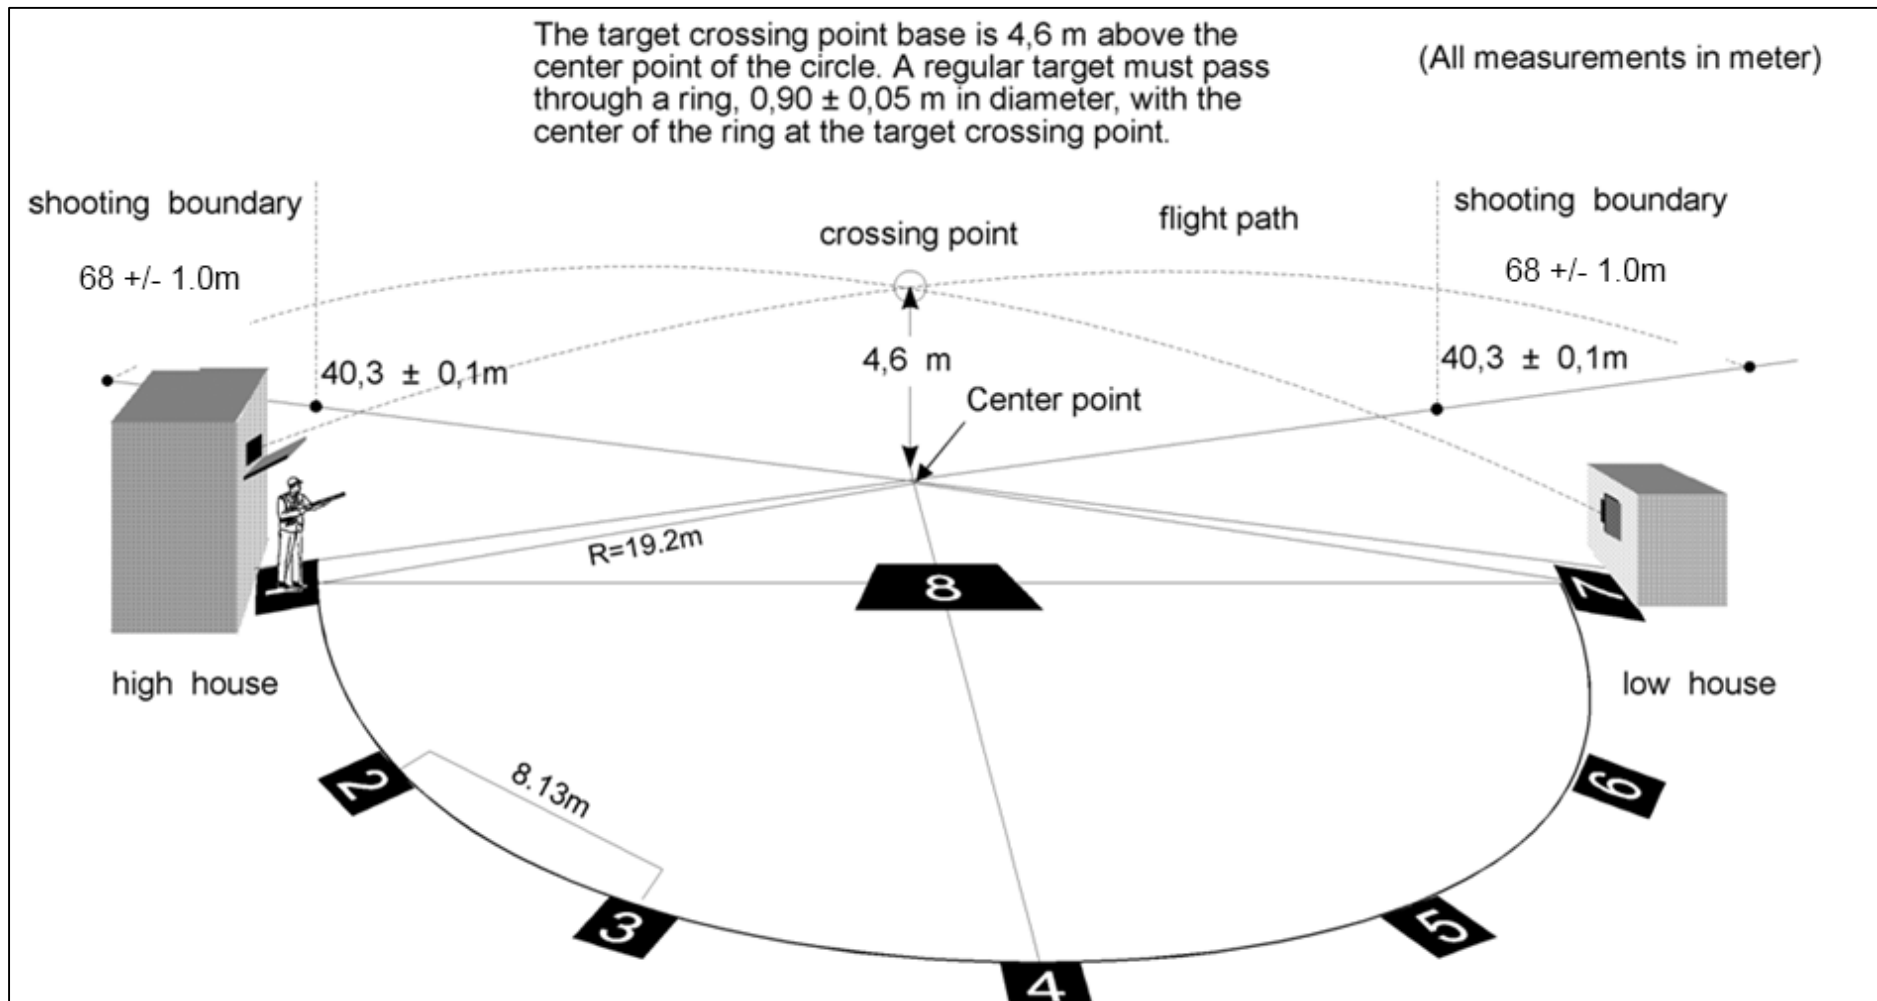 The target crossing point base is 4,6 m above the
center point of the circle. A regular target must pass
through a ring, 0,90 ± 0,05 m in diameter, with the
center of the ring at the target crossing point.
(All measurements in meter)
shooting boundary
68 +/- 1.0m
crossing point
flight path
shooting boundary
68 +/- 1.0m
40,3 ± 0,1m
4,6 m
40,3 ± 0,1m
Center point
R=19.2m
1
8
7
high house
low house
2
8.13m
6
3
5
4